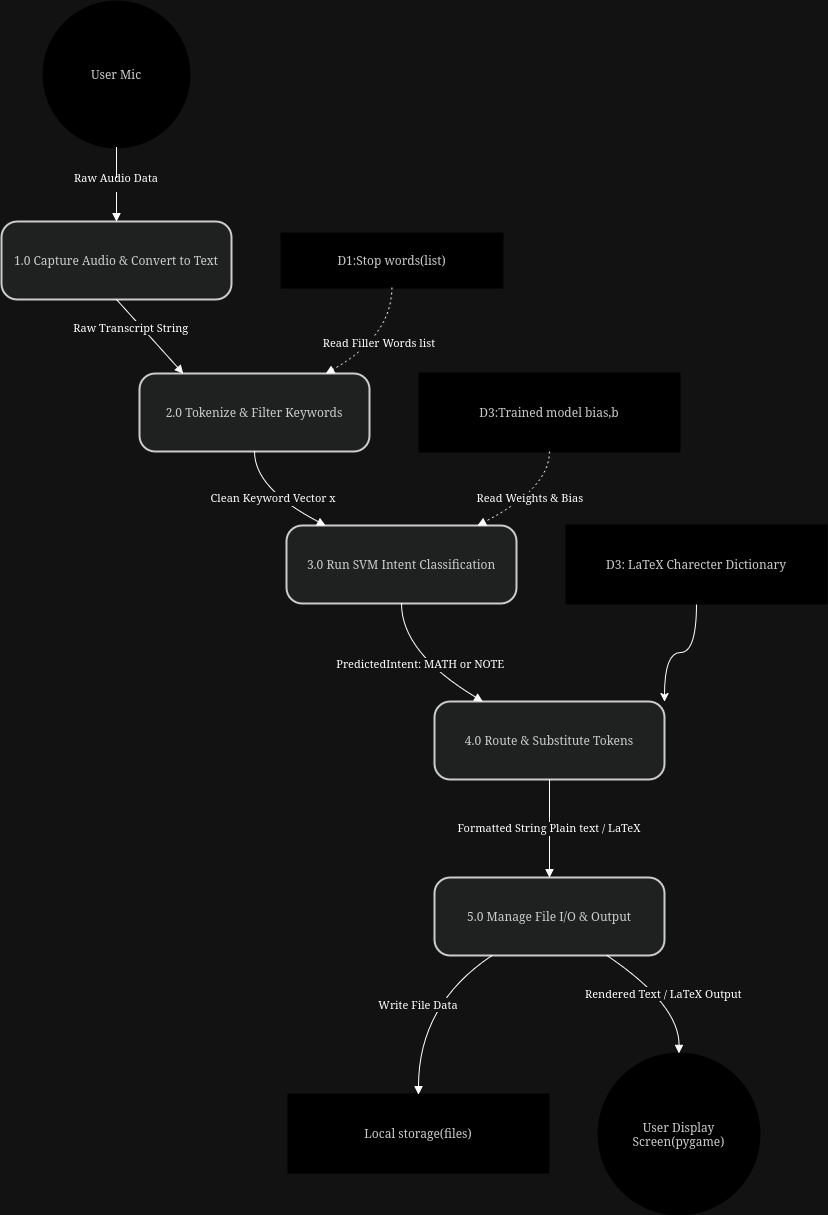 User Mic
Raw Audio Data
1.0 Capture Audio & Convert to Text
D1:Stop words(list)
Raw Transcript String
Read Filler Words list
2.0 Tokenize & Filter Keywords
D3:Trained model bias,b
Clean Keyword Vector x
Read Weights & Bias
3.0 Run SVM Intent Classification
D3: LaTeX Charecter Dictionary
PredictedIntent: MATH or NOTE
4.0 Route & Substitute Tokens
Formatted String Plain text / LaTeX
5.0 Manage File I/O & Output
Write File Data
Rendered Text / LaTeX Output
Local storage(files)
User Display
Screen(pygame)